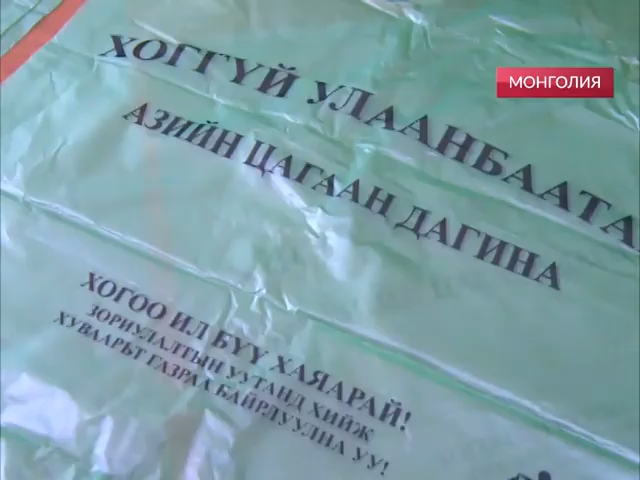 МОНГОЛИЯ
ХОГГҮЙ УЛААНБААТА
АЗИЙН ЦАГААН ДАГИНА
ХОГОО ИЛ БҮҮ ХАЯАРАЙ!
ЗОРИУЛАЛТЫН УУТАНД ХИЙЖ
ХУВААРЬТ ГАЗРАА БАЙРЛУУЛНА УУ!